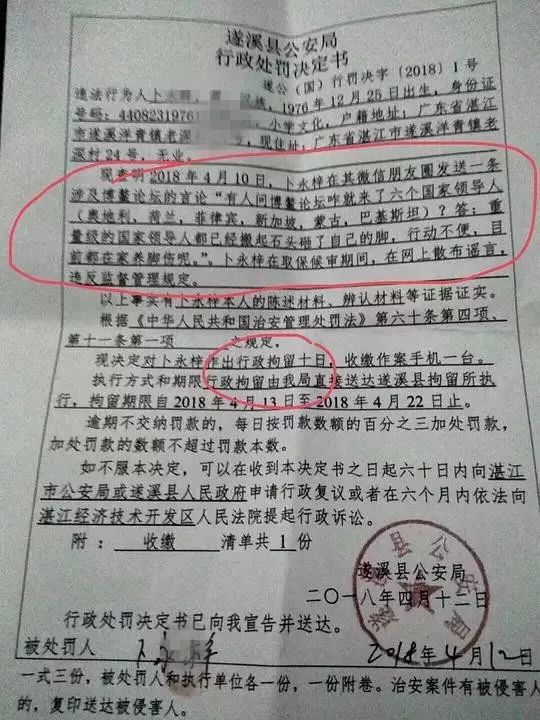 遂溪县公安局
行政处罚决定书
遂公（国）行罚决字〔2018〕1号
违法行为人卜永梓，民族，1976年12月25日出生，身份证
号码：4408231976，小学文化，户籍地址：广东省湛江
市遂溪洋青镇老，现住址：广东省湛江市遂溪洋青镇老
村24号，无业。
现查明2018年4月10日，卜永梓在其微信朋友圈发送一条
涉及博鳌论坛的言论“有人问博鳌论坛咋就来了六个国家领导人
（奥地利、荷兰、菲律宾、新加坡，蒙古，巴基斯坦）？答：重
量级的国家领导人都已经搬起石头砸了自己的脚，行动不便，目
前都在家养脚伤呢。”。卜永梓在取保候审期间，在网上散布谣言，
违反监督管理规定。
以上事实有卜永梓本人的陈述材料、辨认材料等证据证实。
根据《中华人民共和国治安管理处罚法》第六十条第四项、
第十一条第一项 之规定，
现决定对卜永梓作出行政拘留十日，收缴作案手机一台。
执行方式和期限行政拘留由我局直接送达遂溪县拘留所执
行，拘留期限自2018年4月13日至2018年4月22日止。
逾期不交纳罚款的，每日按罚款数额的百分之三加处罚款，
加处罚款的数额不超过罚款本数。
如不服本决定，可以在收到本决定书之日起六十日内向湛江
市公安局或遂溪县人民政府申请行政复议或者在六个月内依法向
湛江经济技术开发区人民法院提起行政诉讼。
附： 收缴 清单共1份
遂溪县公安局
二〇一八年四月十二日
行政处罚决定书已向我宣告并送达。
被处罚人 卜永梓 2018年4月12日
一式三份，被处罚人和执行单位各一份，一份附卷。治安案件有被侵害人
的，复印送达被侵害人。
遂溪县公安局